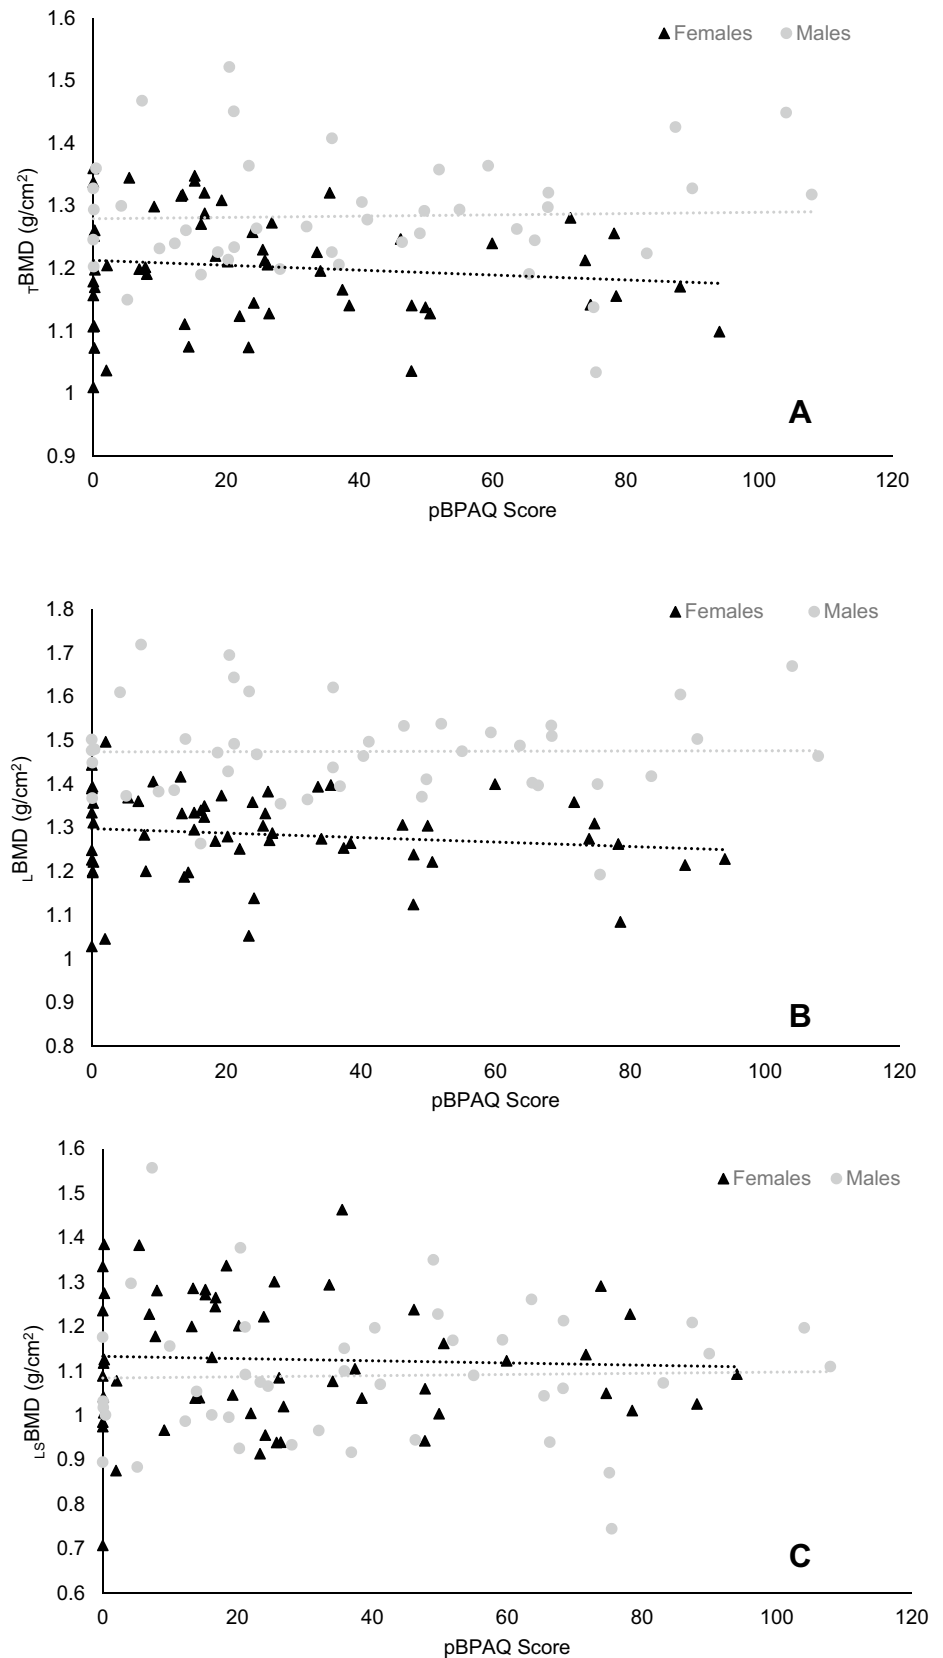 1.6
Females
Males
1.5
1.4
1.3
1.2
1.1
1
0.9
TBMD (g/cm²)
A
0 20 40 60 80 100 120
pBPAQ Score
1.8
Females
Males
1.7
1.6
1.5
1.4
1.3
1.2
1.1
1
0.9
0.8
LBMD (g/cm²)
B
0 20 40 60 80 100 120
pBPAQ Score
1.6
Females
Males
1.5
1.4
1.3
1.2
1.1
1
0.9
0.8
0.7
0.6
LSBMD (g/cm²)
C
0 20 40 60 80 100 120
pBPAQ Score